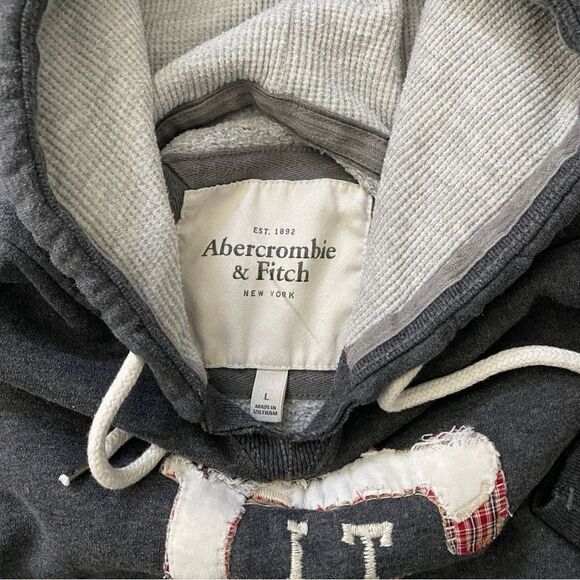 EST. 1892
Abercrombie
& Fitch
NEW YORK
L
MADE IN
VIETNAM